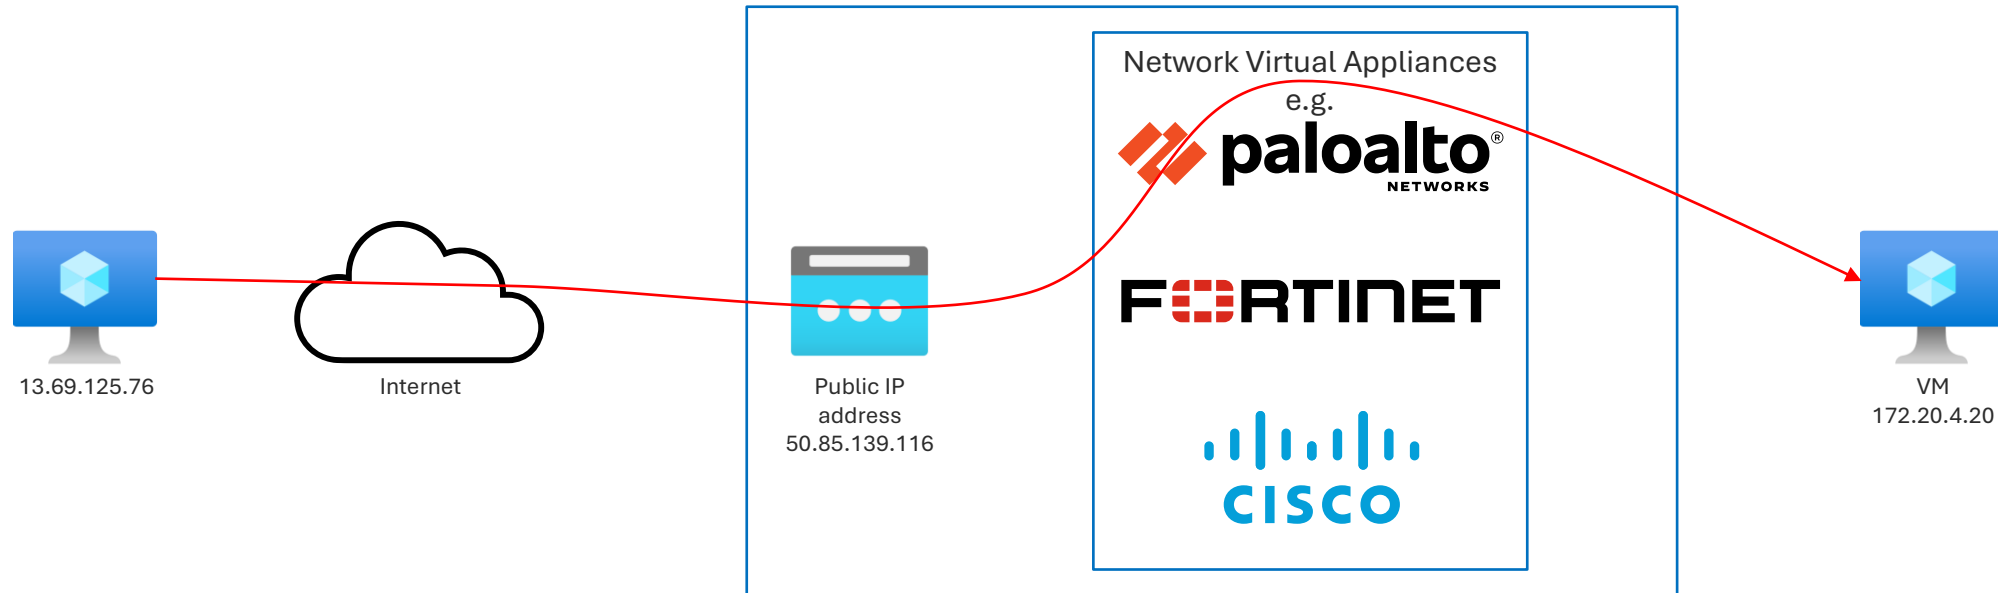 Network Virtual Appliances
e.g.
paloalto®
NETWORKS
FORTINET
CISCO
13.69.125.76
Internet
Public IP
address
50.85.139.116
VM
172.20.4.20